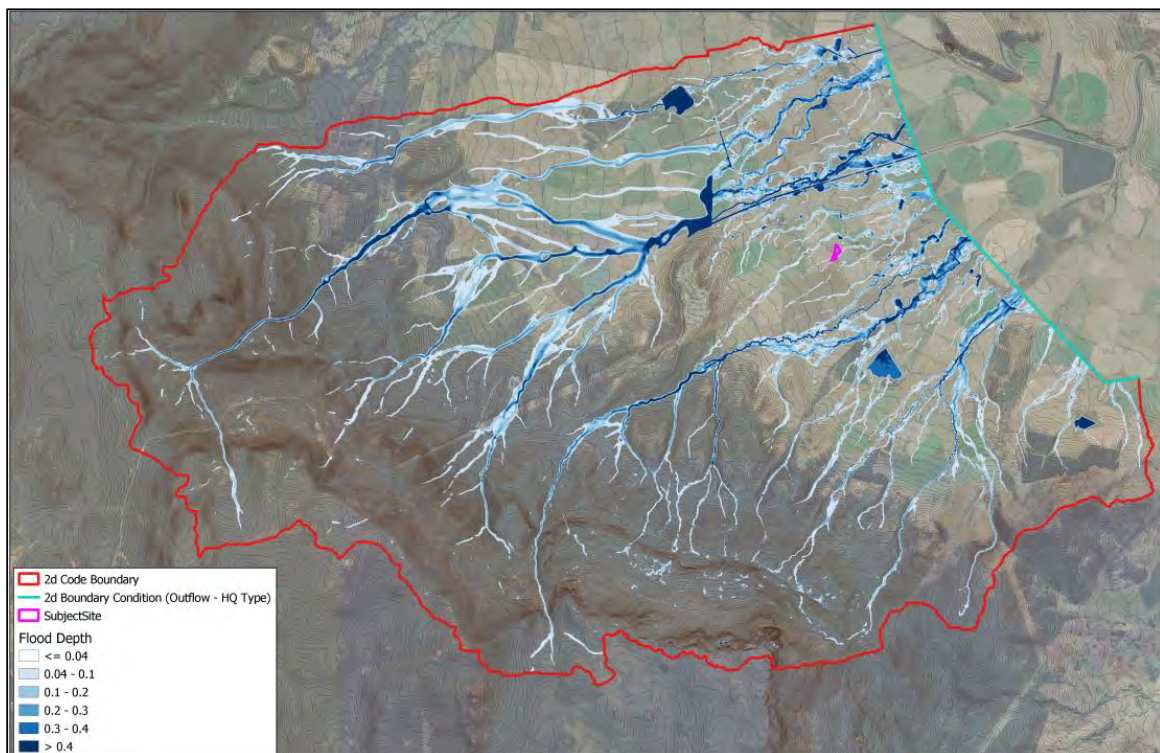 2d Code Boundary
2d Boundary Condition (Outflow - HQ Type)
SubjectSite
Flood Depth
<= 0.04
0.04 - 0.1
0.1 - 0.2
0.2 - 0.3
0.3 - 0.4
> 0.4